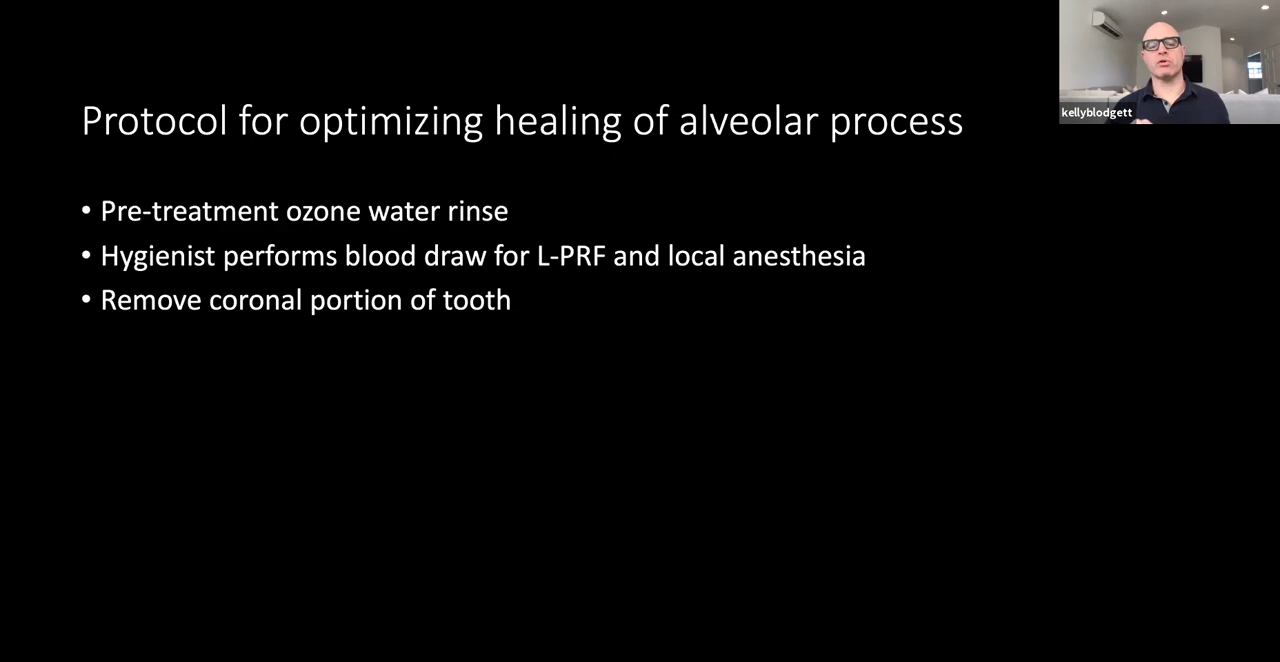 Protocol for optimizing healing of alveolar process
• Pre-treatment ozone water rinse
• Hygienist performs blood draw for L-PRF and local anesthesia
• Remove coronal portion of tooth
kellyblodgett